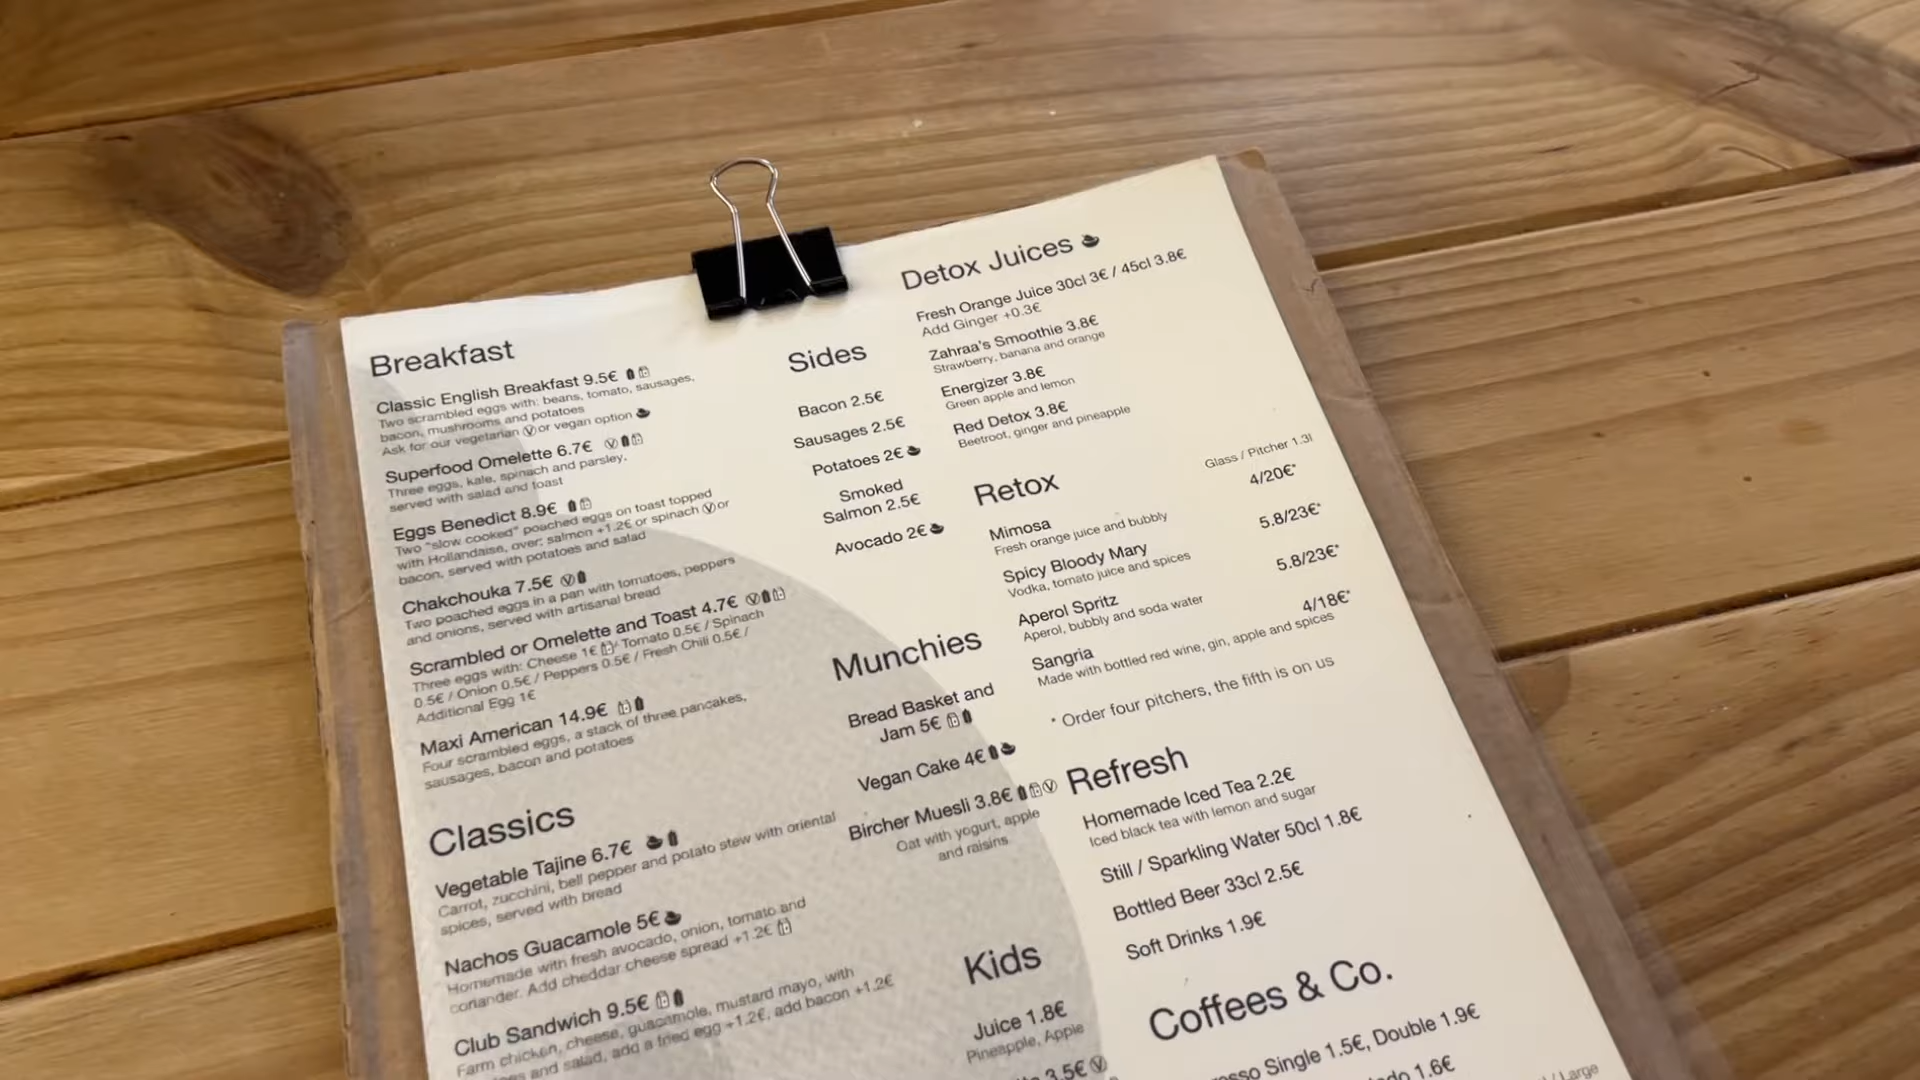 Breakfast
Classic English Breakfast 9.5€
Two scrambled eggs with: beans, tomato, sausages,
bacon, mushrooms and potatoes
Ask for our vegetarian Ⓥ or vegan option
Superfood Omelette 6.7€ Ⓥ
Three eggs, kale, spinach and parsley,
served with salad and toast
Eggs Benedict 8.9€
Two "slow cooked" poached eggs on toast topped
with Hollandaise, over: salmon +1.2€ or spinach Ⓥ or
bacon, served with potatoes and salad
Chakchouka 7.5€ Ⓥ
Two poached eggs in a pan with tomatoes, peppers
and onions, served with artisanal bread
Scrambled or Omelette and Toast 4.7€ Ⓥ
Three eggs with: Cheese 1€ / Tomato 0.5€ / Spinach
0.5€ / Onion 0.5€ / Peppers 0.5€ / Fresh Chili 0.5€ /
Additional Egg 1€
Maxi American 14.9€
Four scrambled eggs, a stack of three pancakes,
sausages, bacon and potatoes
Classics
Vegetable Tajine 6.7€
Carrot, zucchini, bell pepper and potato stew with oriental
spices, served with bread
Nachos Guacamole 5€
Homemade with fresh avocado, onion, tomato and
coriander. Add cheddar cheese spread +1.2€
Club Sandwich 9.5€
Farm chicken, cheese, guacamole, mustard mayo, with
and salad, add a fried egg +1.2€, add bacon +1.2€
Sides
Bacon 2.5€
Sausages 2.5€
Potatoes 2€
Smoked
Salmon 2.5€
Avocado 2€
Munchies
Bread Basket and
Jam 5€
Vegan Cake 4€
Bircher Muesli 3.8€ Ⓥ
Oat with yogurt, apple
and raisins
Kids
Juice 1.8€
Pineapple, Apple
3.5€ Ⓥ
Detox Juices
Fresh Orange Juice 30cl 3€ / 45cl 3.8€
Add Ginger +0.3€
Zahraa's Smoothie 3.8€
Strawberry, banana and orange
Energizer 3.8€
Green apple and lemon
Red Detox 3.8€
Beetroot, ginger and pineapple
Retox
Glass / Pitcher 1.3l
Mimosa 4/20€*
Fresh orange juice and bubbly
Spicy Bloody Mary 5.8/23€*
Vodka, tomato juice and spices
Aperol Spritz 5.8/23€*
Aperol, bubbly and soda water
Sangria 4/18€*
Made with bottled red wine, gin, apple and spices
* Order four pitchers, the fifth is on us
Refresh
Homemade Iced Tea 2.2€
Iced black tea with lemon and sugar
Still / Sparkling Water 50cl 1.8€
Bottled Beer 33cl 2.5€
Soft Drinks 1.9€
Coffees & Co.
Single 1.5€, Double 1.9€
1.6€
/ Large